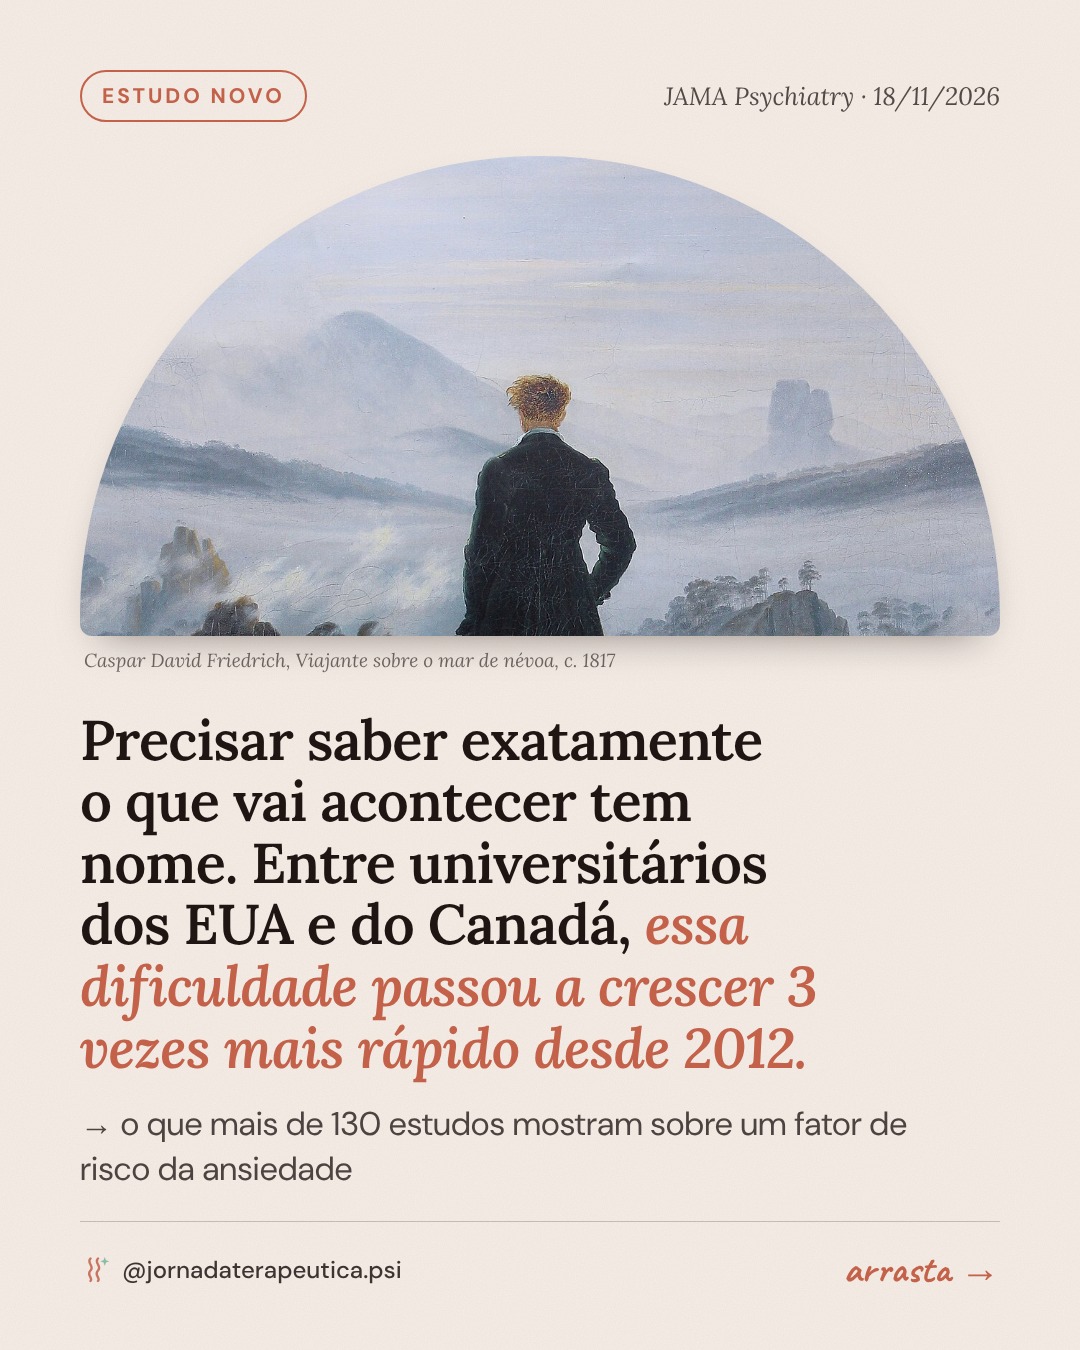 ESTUDO NOVO
JAMA Psychiatry · 18/11/2026
Caspar David Friedrich, Viajante sobre o mar de névoa, c. 1817
Precisar saber exatamente
o que vai acontecer tem
nome. Entre universitários
dos EUA e do Canadá, essa
dificuldade passou a crescer 3
vezes mais rápido desde 2012.
→ o que mais de 130 estudos mostram sobre um fator de
risco da ansiedade
@jornadaterapeutica.psi
arrasta →